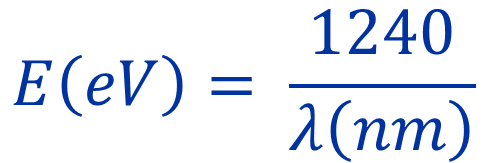 E(eV) = 1240 / λ(nm)